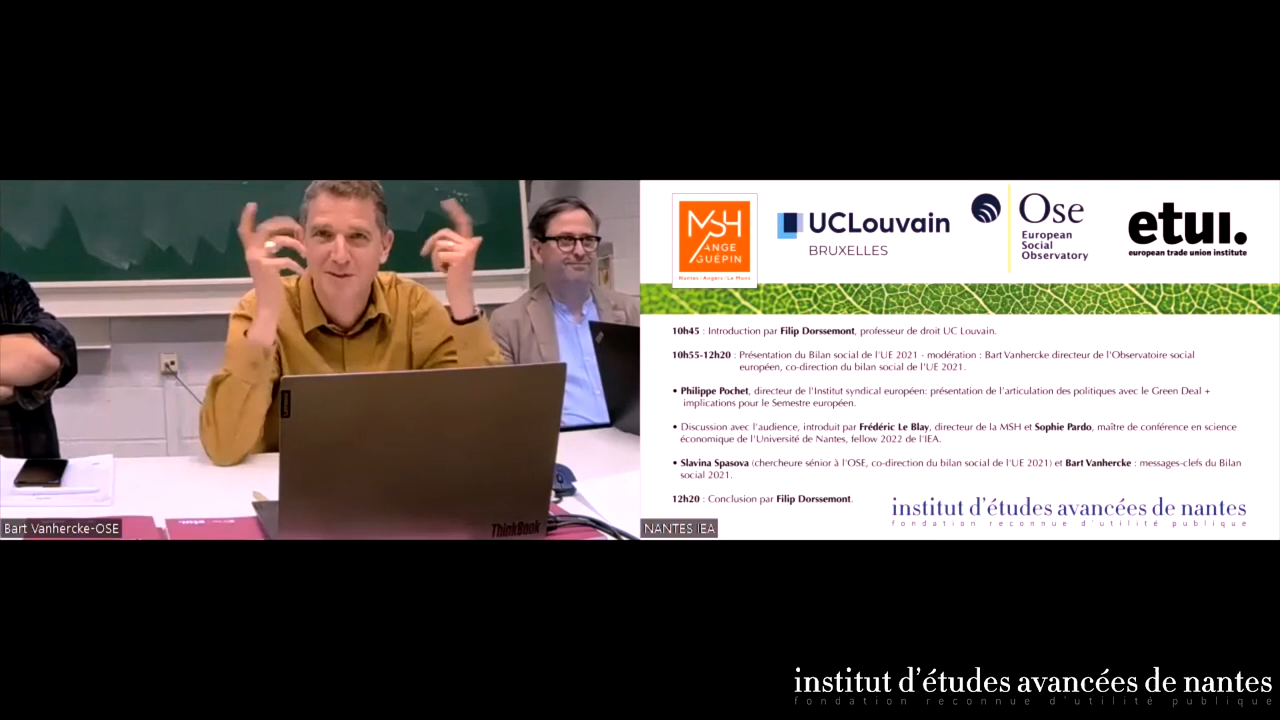 MSH
ANGE
GUÉPIN
Nantes • Angers • Le Mans
UCLouvain
BRUXELLES
Ose
European
Social
Observatory
etui.
european trade union institute
10h45 : Introduction par Filip Dorssemont, professeur de droit UC Louvain.
10h55-12h20 : Présentation du Bilan social de l'UE 2021 - modération : Bart Vanhercke directeur de l'Observatoire social
européen, co-direction du bilan social de l'UE 2021.
• Philippe Pochet, directeur de l'Institut syndical européen: présentation de l'articulation des politiques avec le Green Deal +
implications pour le Semestre européen.
• Discussion avec l'audience, introduit par Frédéric Le Blay, directeur de la MSH et Sophie Pardo, maître de conférence en science
économique de l'Université de Nantes, fellow 2022 de l'IEA.
• Slavina Spasova (chercheure sénior à l'OSE, co-direction du bilan social de l'UE 2021) et Bart Vanhercke : messages-clefs du Bilan
social 2021.
12h20 : Conclusion par Filip Dorssemont.
institut d'études avancées de nantes
fondation reconnue d'utilité publique
Lenovo
ThinkBook
Bart Vanhercke-OSE
NANTES IEA
institut d'études avancées de nantes
fondation reconnue d'utilité publique